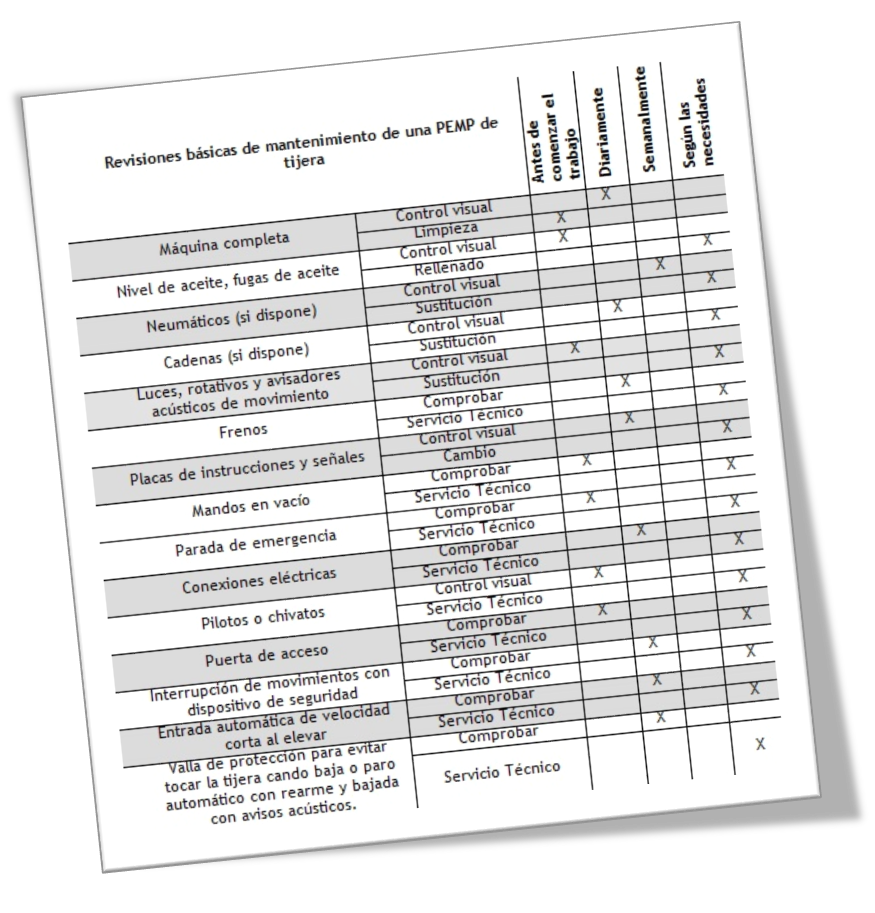 Revisiones básicas de mantenimiento de una PEMP de
tijera
Antes de
comenzar el
trabajo
Diariamente
Semanalmente
Según las
necesidades
Máquina completa
Control visual X
Limpieza X
Nivel de aceite, fugas de aceite
Control visual X
Rellenado X
Neumáticos (si dispone)
Control visual X
Sustitución X
Cadenas (si dispone)
Control visual X
Sustitución X
Luces, rotativos y avisadores
acústicos de movimiento
Control visual X
Sustitución X
Frenos
Comprobar X
Servicio Técnico X
Placas de instrucciones y señales
Control visual X
Cambio X
Mandos en vacío
Comprobar X
Servicio Técnico X
Parada de emergencia
Comprobar X
Servicio Técnico X
Conexiones eléctricas
Comprobar X
Servicio Técnico X
Pilotos o chivatos
Control visual X
Servicio Técnico X
Puerta de acceso
Comprobar X
Servicio Técnico X
Interrupción de movimientos con
dispositivo de seguridad
Comprobar X
Servicio Técnico X
Entrada automática de velocidad
corta al elevar
Comprobar X
Servicio Técnico X
Valla de protección para evitar
tocar la tijera cando baja o paro
automático con rearme y bajada
con avisos acústicos.
Comprobar X
Servicio Técnico X